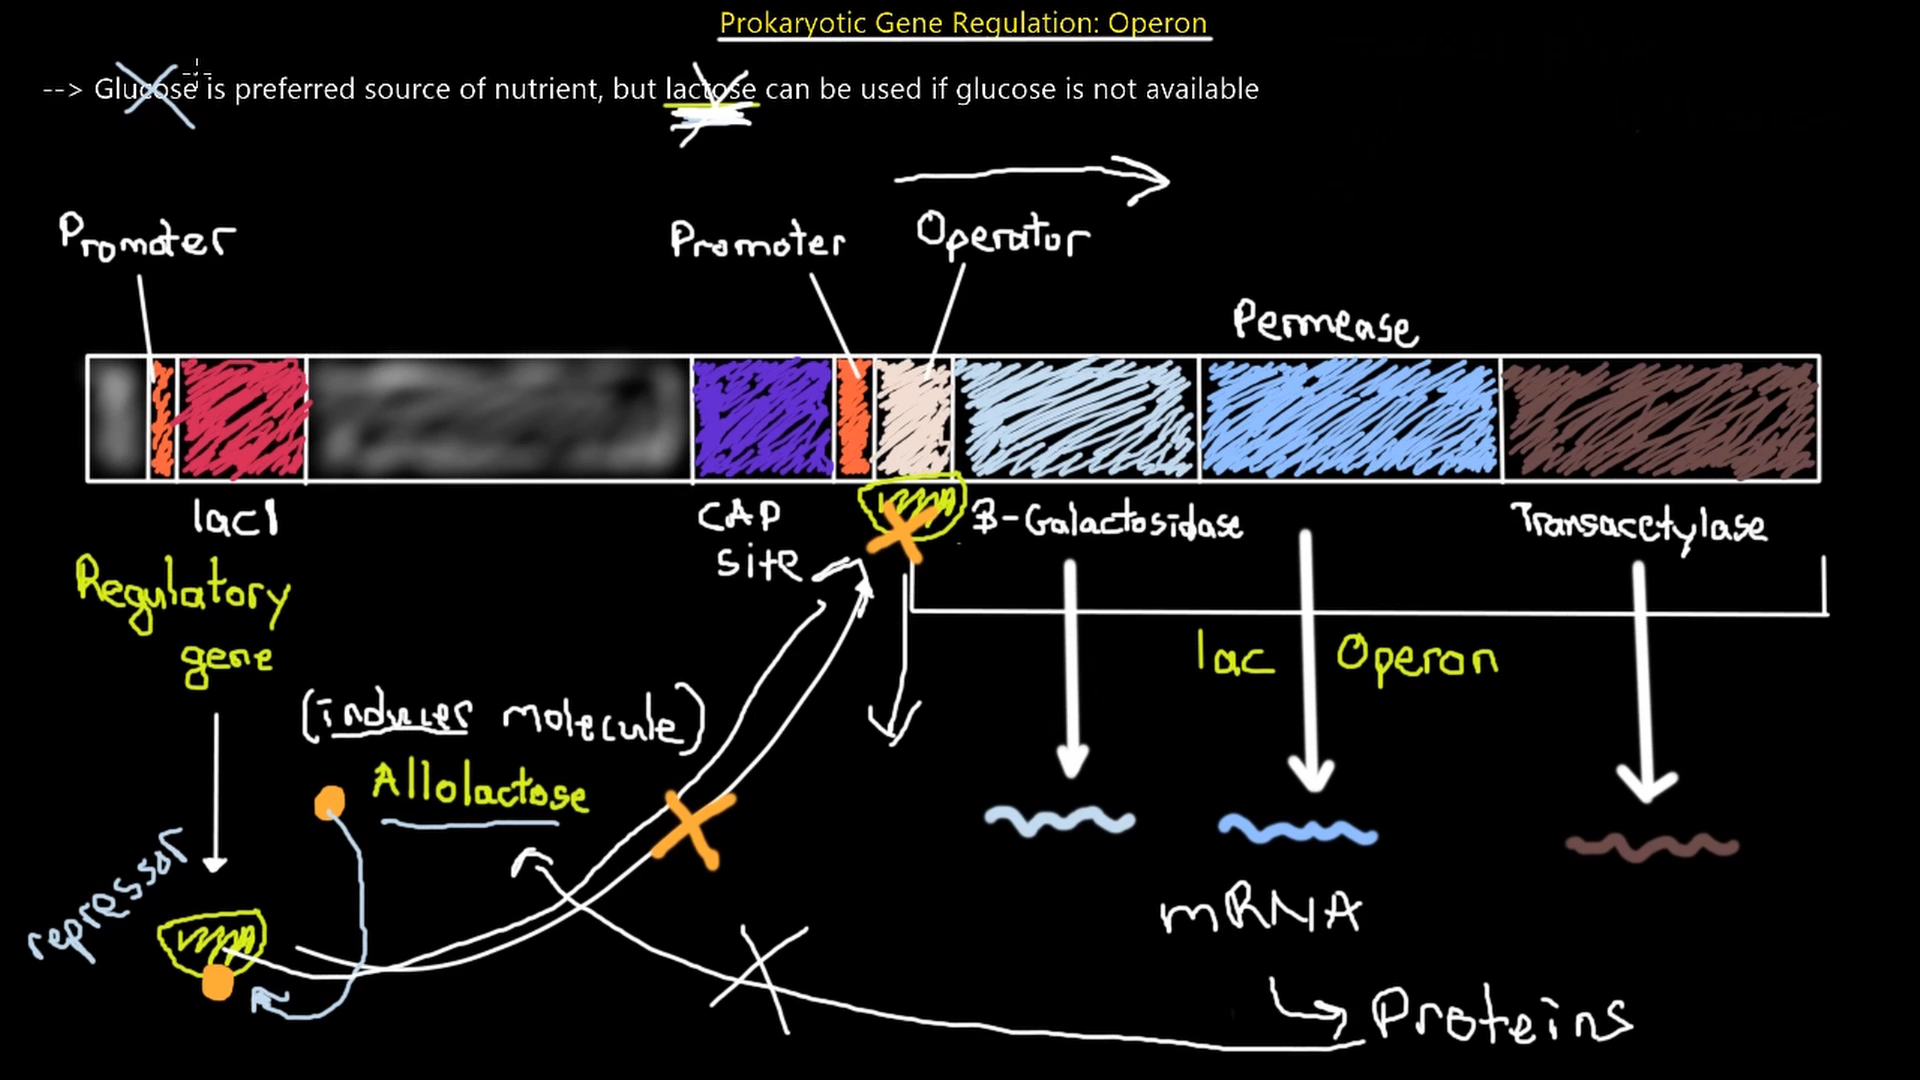 Prokaryotic Gene Regulation: Operon
--> Glucose is preferred source of nutrient, but lactose can be used if glucose is not available
Promoter
Promoter
Operator
Permease
lacI
CAP
site
B-Galactosidase
Transacetylase
Regulatory
gene
lac Operon
(inducer molecule)
Allolactose
repressor
mRNA
Proteins